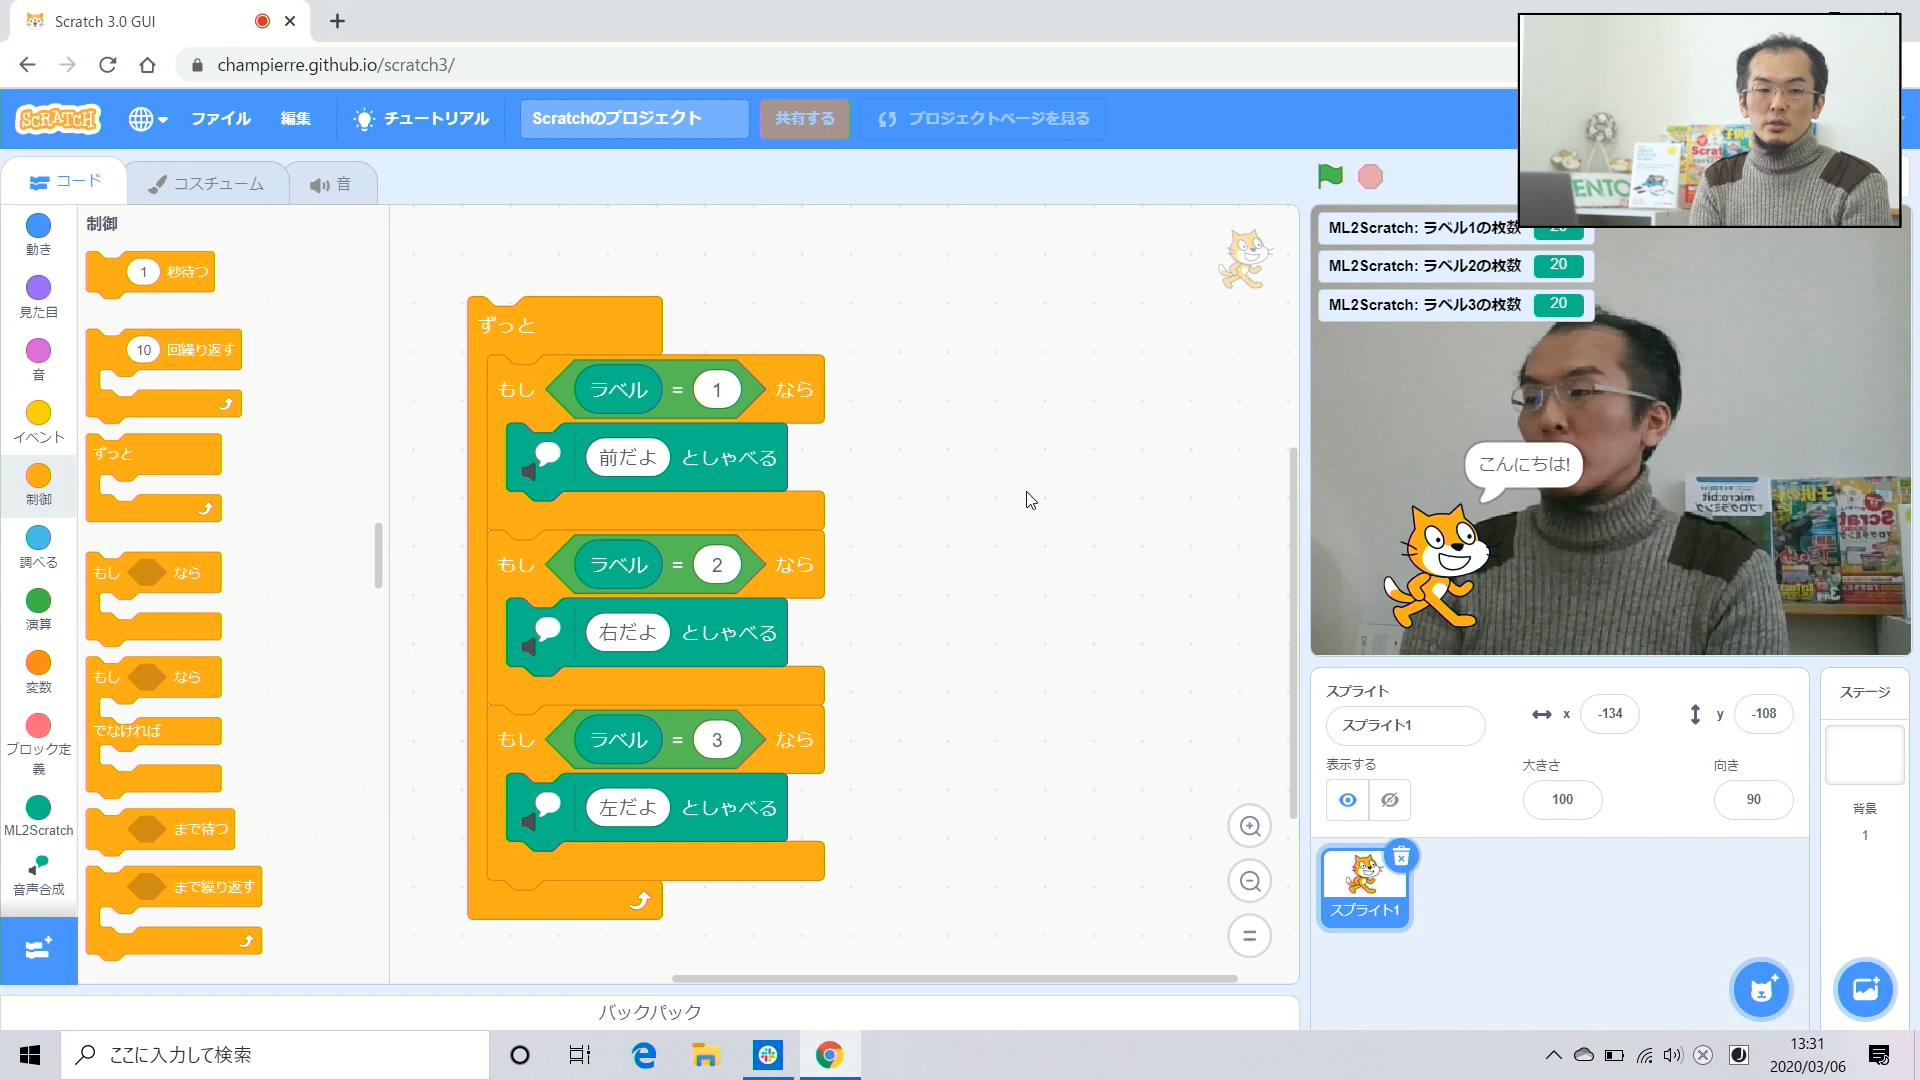 Scratch 3.0 GUI
champierre.github.io/scratch3/
SCRATCH
ファイル
編集
チュートリアル
Scratchのプロジェクト
共有する
プロジェクトページを見る
コード
コスチューム
音
動き
見た目
音
イベント
制御
調べる
演算
変数
ブロック定義
ML2Scratch
音声合成
制御
1 秒待つ
10 回繰り返す
ずっと
もし なら
もし なら
でなければ
まで待つ
まで繰り返す
ずっと
もし ラベル = 1 なら
前だよ としゃべる
もし ラベル = 2 なら
右だよ としゃべる
もし ラベル = 3 なら
左だよ としゃべる
バックパック
ML2Scratch: ラベル1の枚数 20
ML2Scratch: ラベル2の枚数 20
ML2Scratch: ラベル3の枚数 20
こんにちは!
micro:bit
プログラミング
Scrat
ENTO
スプライト
スプライト1
x -134
y -108
表示する
大きさ
100
向き
90
スプライト1
ステージ
背景
1
ここに入力して検索
13:31
2020/03/06